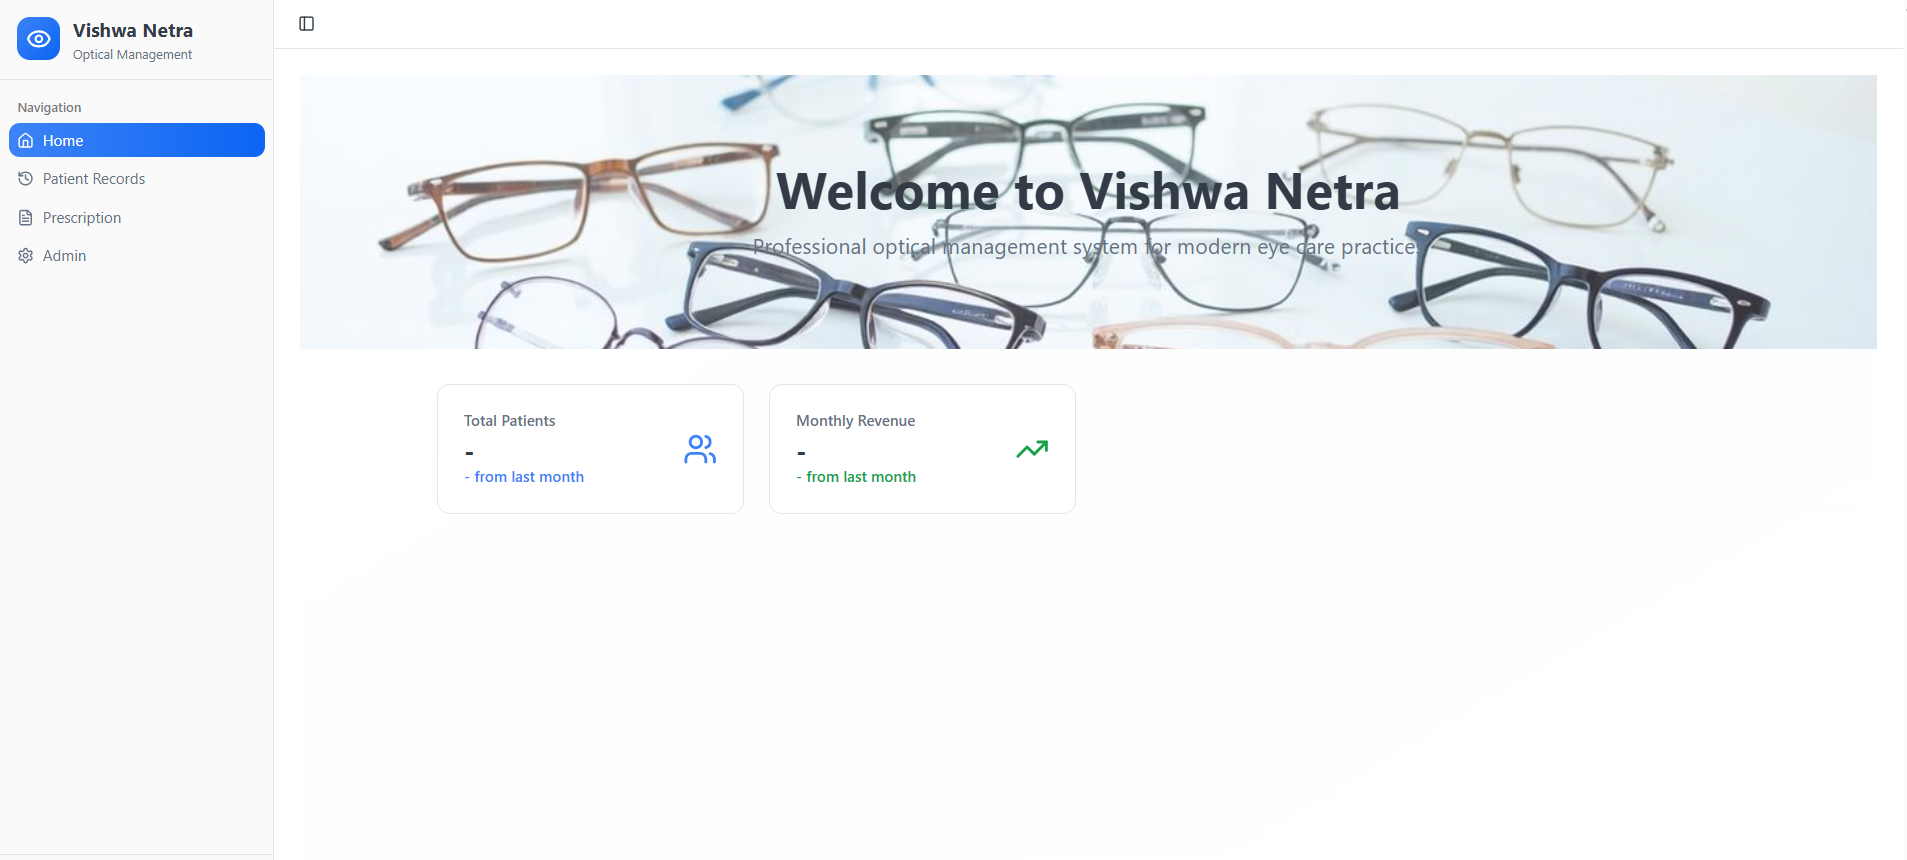 Vishwa Netra
Optical Management
Navigation
Home
Patient Records
Prescription
Admin
Welcome to Vishwa Netra
Professional optical management system for modern eye care practices
Total Patients
-
- from last month
Monthly Revenue
-
- from last month